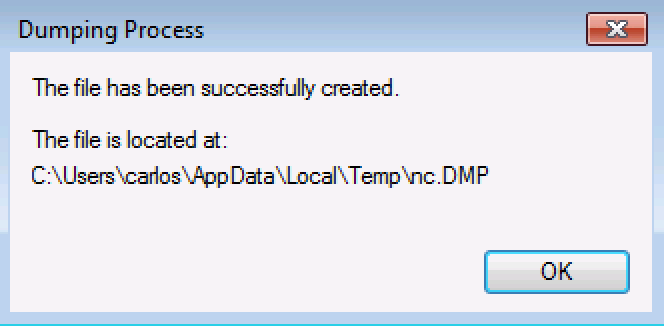 Dumping Process
The file has been successfully created.
The file is located at:
C:\Users\carlos\AppData\Local\Temp\nc.DMP
OK